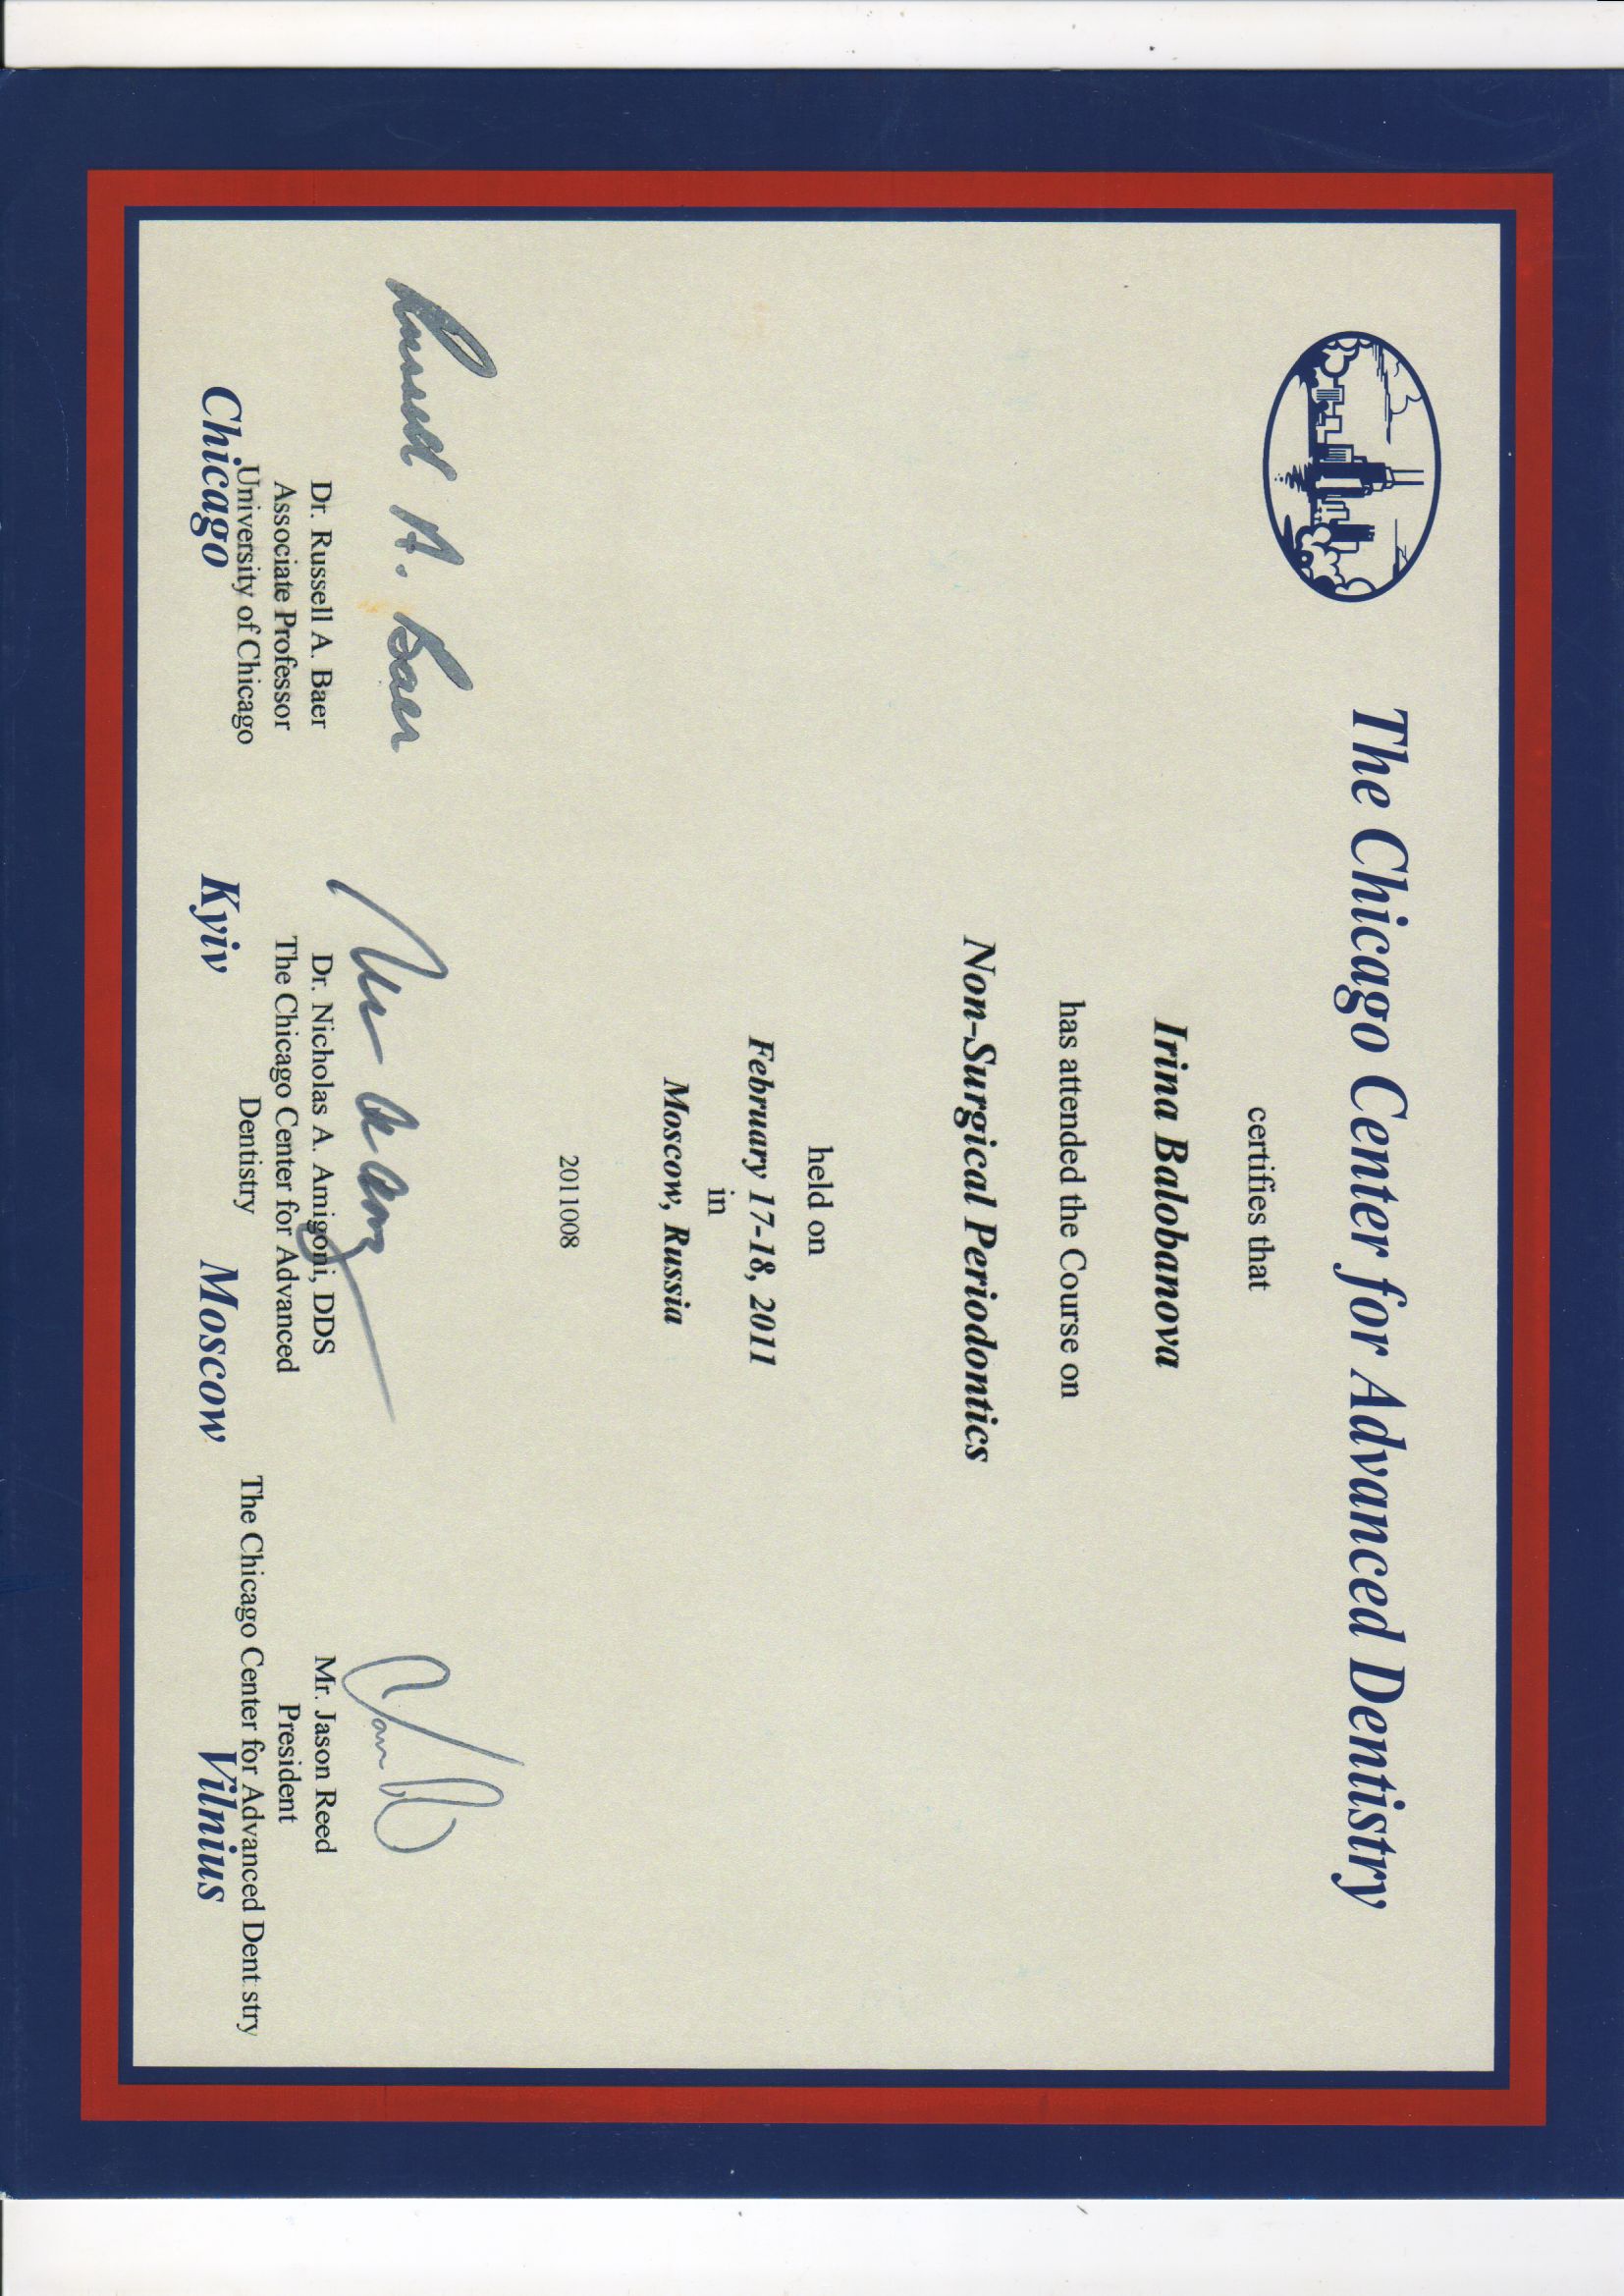 The Chicago Center for Advanced Dentistry
certifies that
Irina Balobanova
has attended the Course on
Non-Surgical Periodontics
held on
February 17-18, 2011
in
Moscow, Russia
2011008
Russell A. Baer
Dr. Russell A. Baer
Associate Professor
University of Chicago
Dr. Nicholas A. Amigoni, DDS
The Chicago Center for Advanced
Dentistry
Mr. Jason Reed
President
The Chicago Center for Advanced Dentistry
Chicago Kyiv Moscow Vilnius